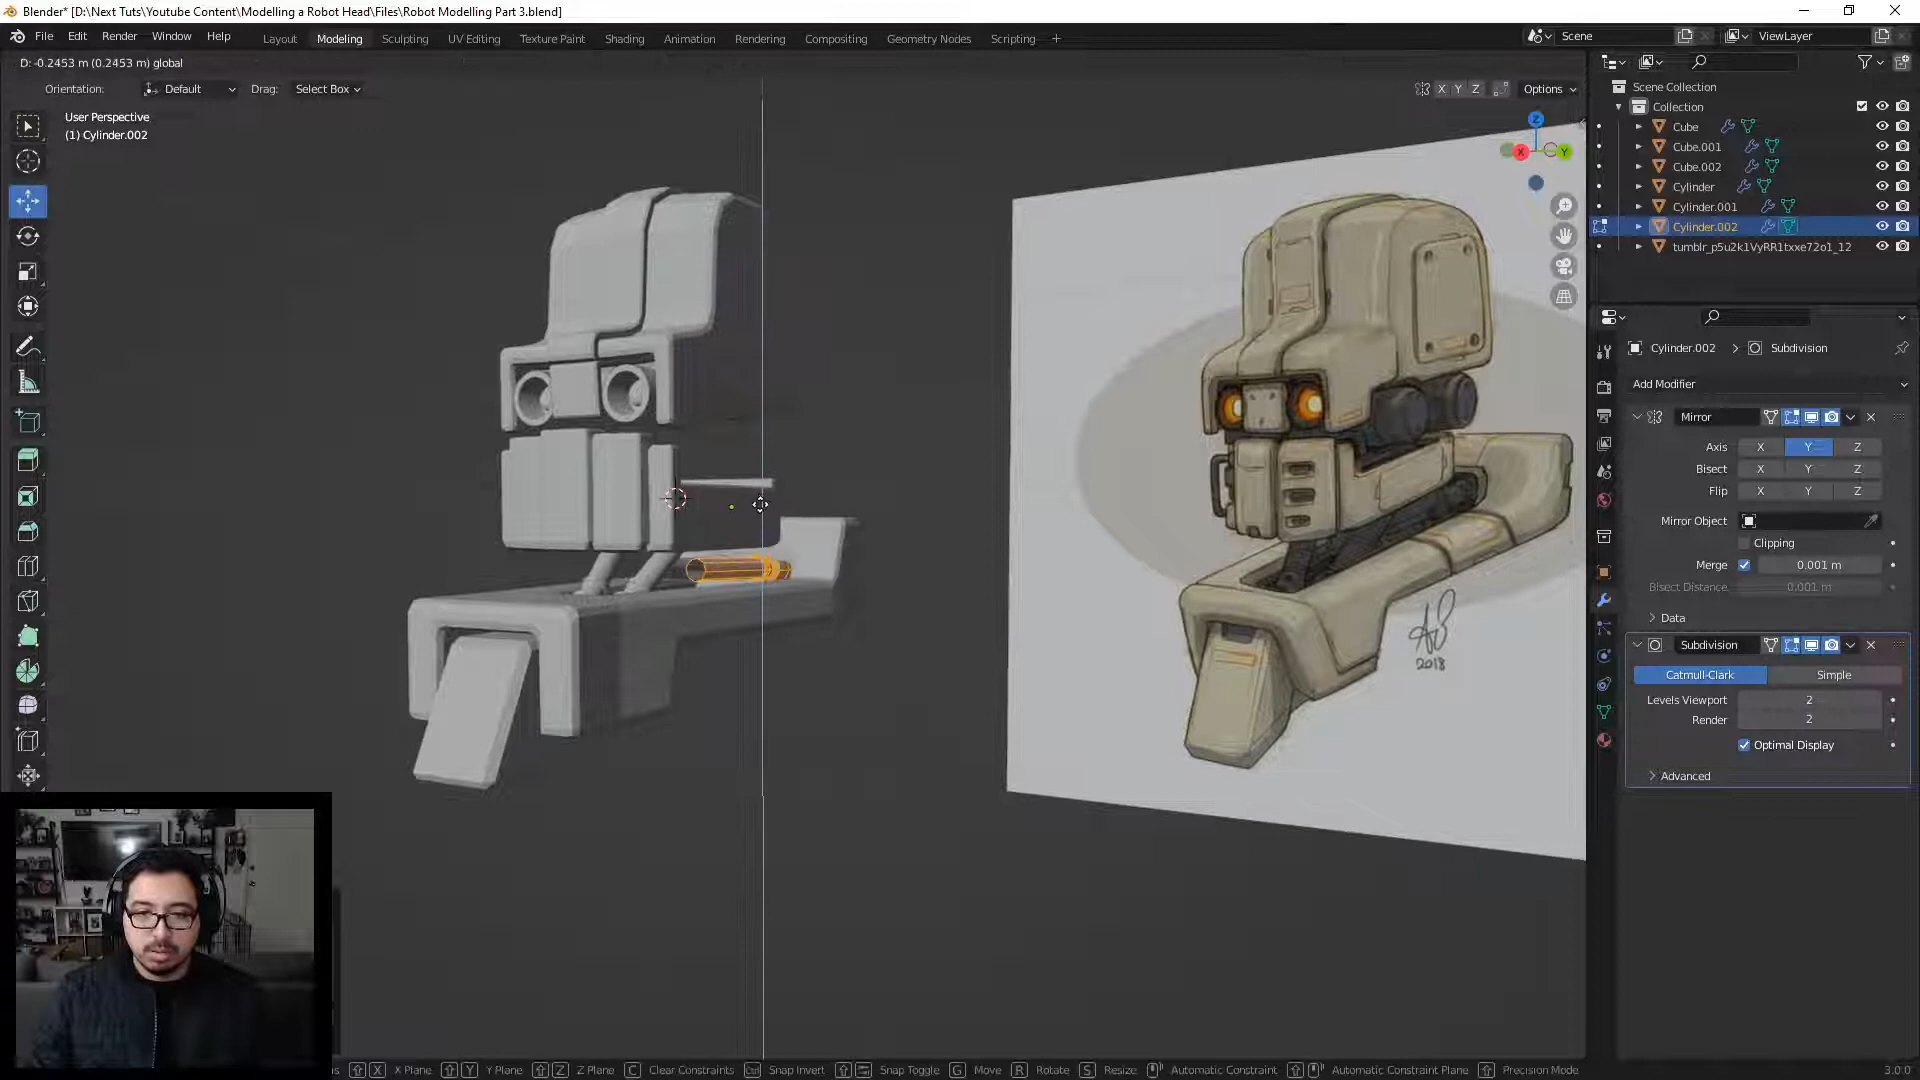 Blender* [D:\Next Tuts\Youtube Content\Modelling a Robot Head\Files\Robot Modelling Part 3.blend]
File Edit Render Window Help Layout Modeling Sculpting UV Editing Texture Paint Shading Animation Rendering Compositing Geometry Nodes Scripting + Scene ViewLayer
D: -0.2453 m (0.2453 m) global
Orientation: Default Drag: Select Box X Y Z Options
User Perspective
(1) Cylinder.002
Z
X Y
AB
2018
Scene Collection
Collection
Cube
Cube.001
Cube.002
Cylinder
Cylinder.001
Cylinder.002
tumblr_p5u2k1VyRR1txxe72o1_12
Cylinder.002 > Subdivision
Add Modifier
Mirror
Axis X Y Z
Bisect X Y Z
Flip X Y Z
Mirror Object
Clipping
Merge 0.001 m
Bisect Distance 0.001 m
Data
Subdivision
Catmull-Clark Simple
Levels Viewport 2
Render 2
Optimal Display
Advanced
X X Plane Y Y Plane Z Z Plane C Clear Constraints Ctrl Snap Invert Snap Toggle G Move R Rotate S Resize Automatic Constraint Automatic Constraint Plane Precision Mode 3.0.0